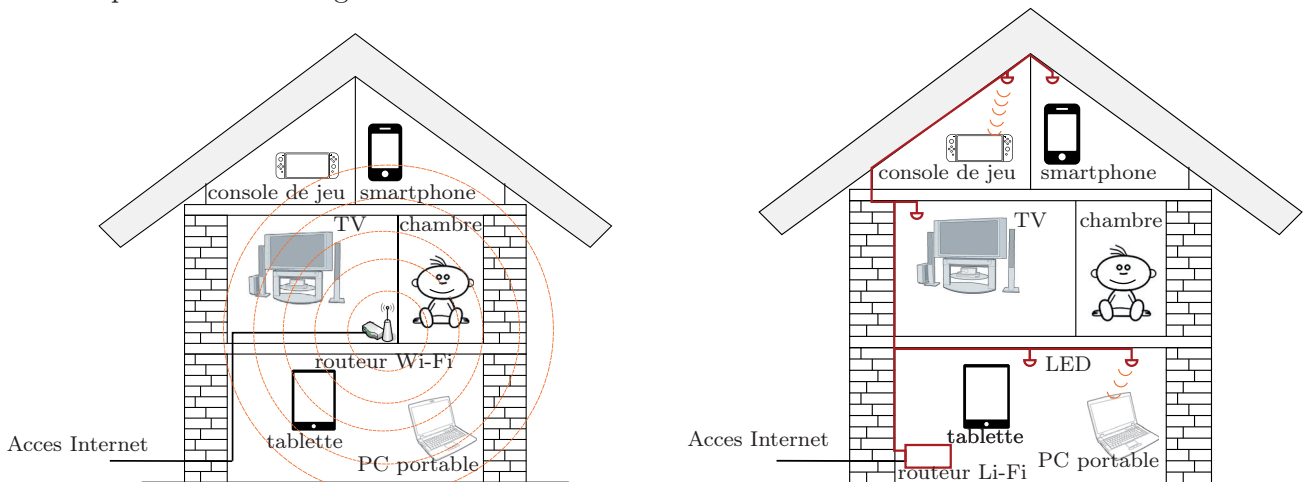 console de jeu
smartphone
TV
chambre
routeur Wi-Fi
tablette
PC portable
Acces Internet
console de jeu
smartphone
TV
chambre
LED
tablette
PC portable
Acces Internet
routeur Li-Fi